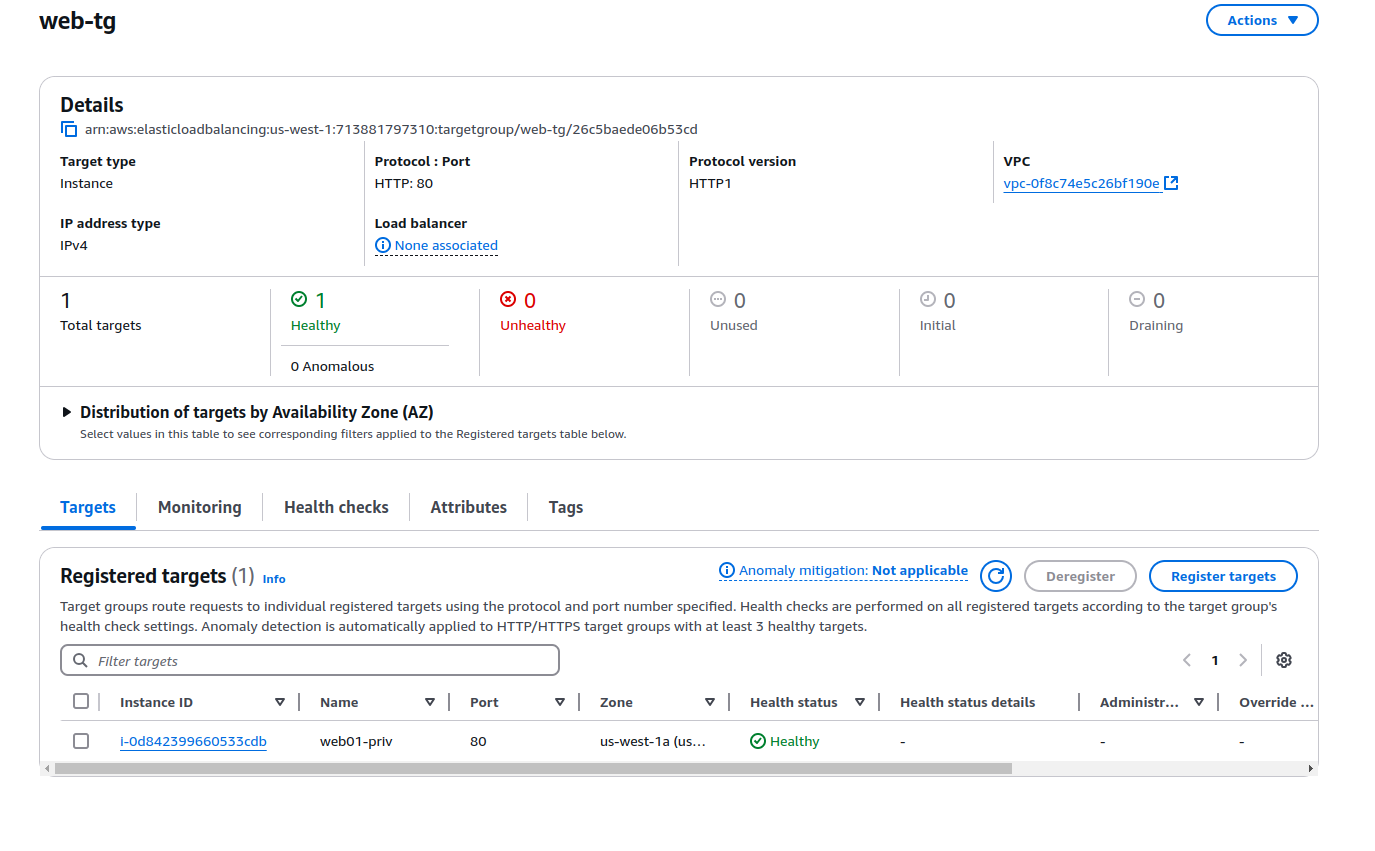 web-tg
Actions
Details
arn:aws:elasticloadbalancing:us-west-1:713881797310:targetgroup/web-tg/26c5baede06b53cd
Target type
Instance
Protocol : Port
HTTP: 80
Protocol version
HTTP1
VPC
vpc-0f8c74e5c26bf190e
IP address type
IPv4
Load balancer
None associated
1
Total targets
1
Healthy
0 Anomalous
0
Unhealthy
0
Unused
0
Initial
0
Draining
Distribution of targets by Availability Zone (AZ)
Select values in this table to see corresponding filters applied to the Registered targets table below.
Targets
Monitoring
Health checks
Attributes
Tags
Registered targets (1) Info
Anomaly mitigation: Not applicable
Deregister
Register targets
Target groups route requests to individual registered targets using the protocol and port number specified. Health checks are performed on all registered targets according to the target group's
health check settings. Anomaly detection is automatically applied to HTTP/HTTPS target groups with at least 3 healthy targets.
Filter targets
1
Instance ID Name Port Zone Health status Health status details Administr... Override ...
i-0d842399660533cdb web01-priv 80 us-west-1a (us... Healthy - - -